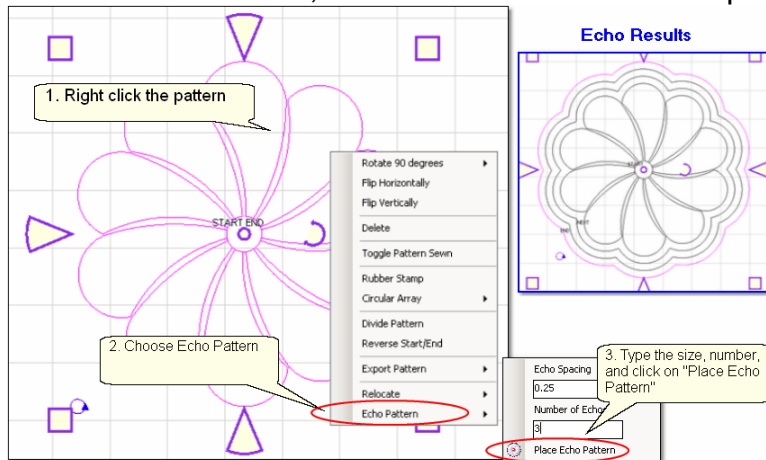 Echo Results
1. Right click the pattern
START END
Rotate 90 degrees
Flip Horizontally
Flip Vertically
Delete
Toggle Pattern Sewn
Rubber Stamp
Circular Array
Divide Pattern
Reverse Start/End
Export Pattern
Relocate
Echo Pattern
2. Choose Echo Pattern
START
NEXT
END
Echo Spacing
0.25
Number of Echo
3
Place Echo Pattern
3. Type the size, number,
and click on "Place Echo
Pattern"